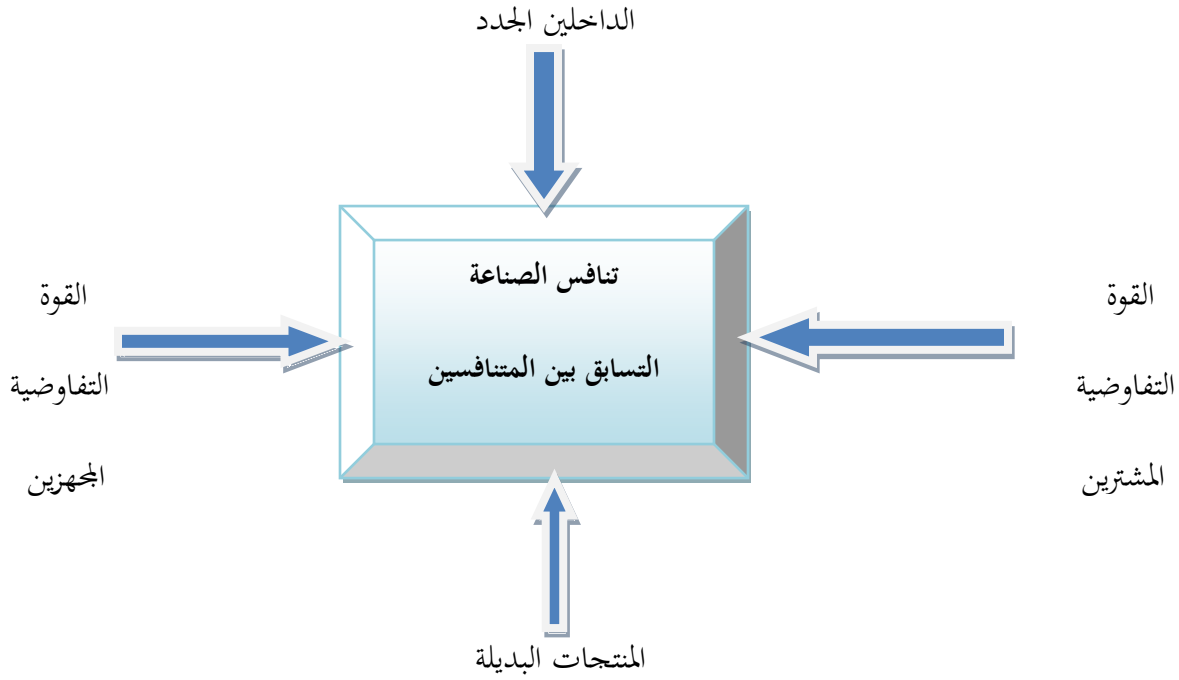 الداخلين الجدد
تنافس الصناعة
التسابق بين المتنافسين
القوة
التفاوضية
المشترين
القوة
التفاوضية
المجهزين
المنتجات البديلة